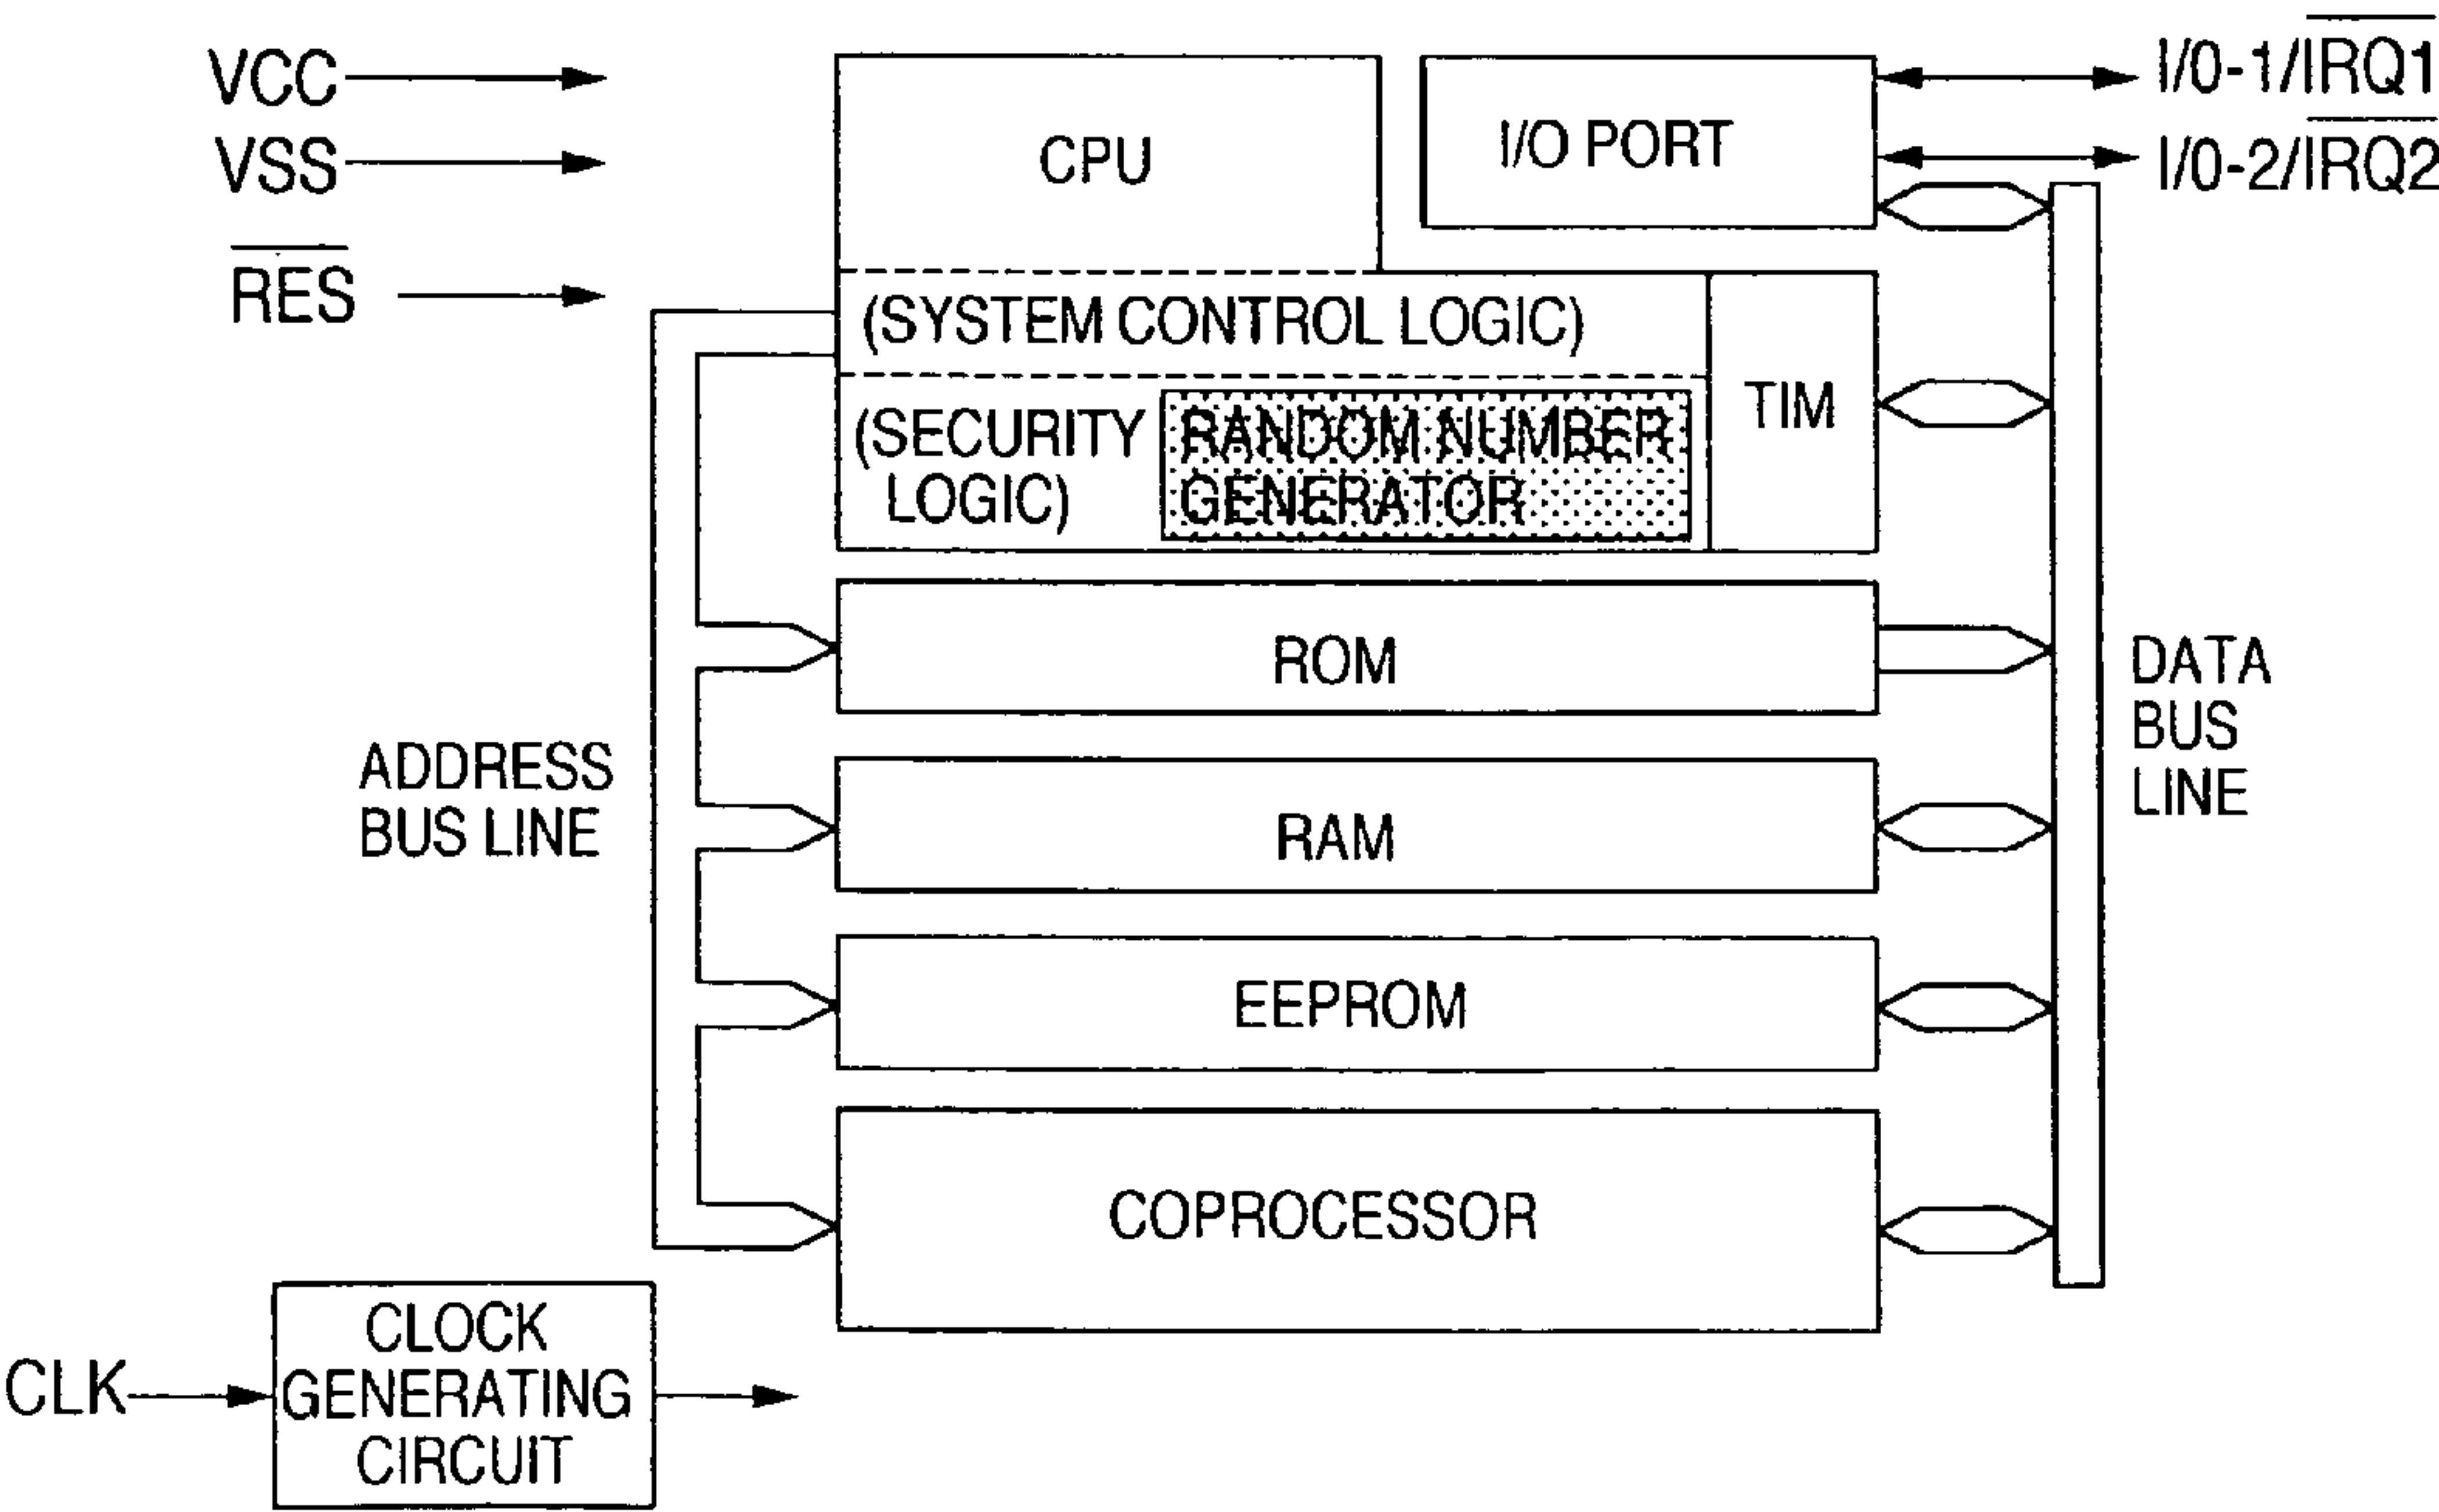 VCC
VSS
RES
CPU
I/O PORT
I/0-1/IRQ1
I/0-2/IRQ2
(SYSTEM CONTROL LOGIC)
(SECURITY
LOGIC)
RANDOM NUMBER
GENERATOR
TIM
ROM
RAM
EEPROM
COPROCESSOR
ADDRESS
BUS LINE
DATA
BUS
LINE
CLK
CLOCK
GENERATING
CIRCUIT